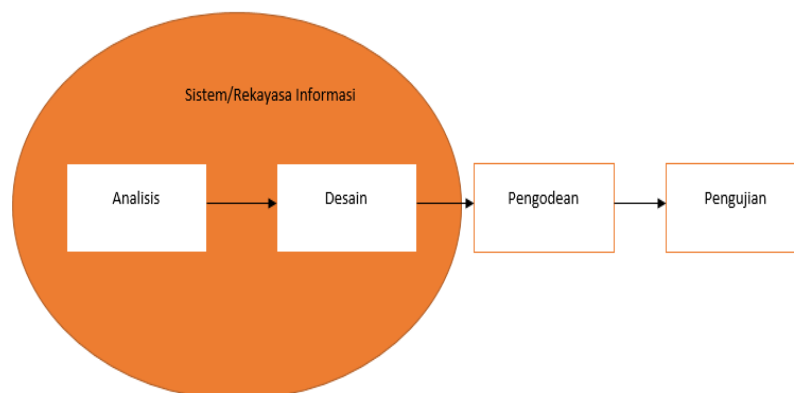 Sistem/Rekayasa Informasi
Analisis
Desain
Pengodean
Pengujian